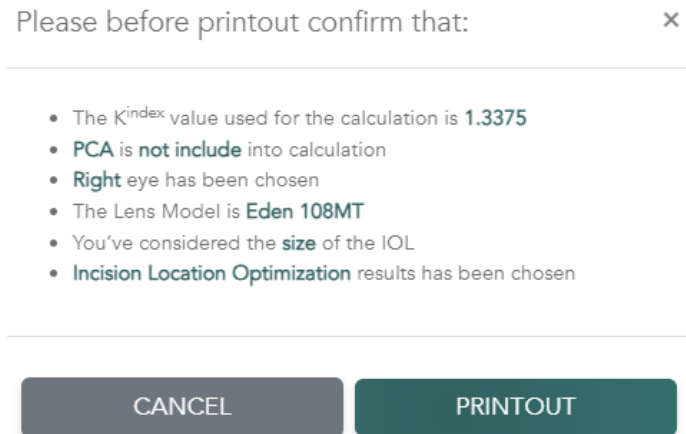 Please before printout confirm that:
×
• The K^index value used for the calculation is 1.3375
• PCA is not include into calculation
• Right eye has been chosen
• The Lens Model is Eden 108MT
• You've considered the size of the IOL
• Incision Location Optimization results has been chosen
CANCEL
PRINTOUT